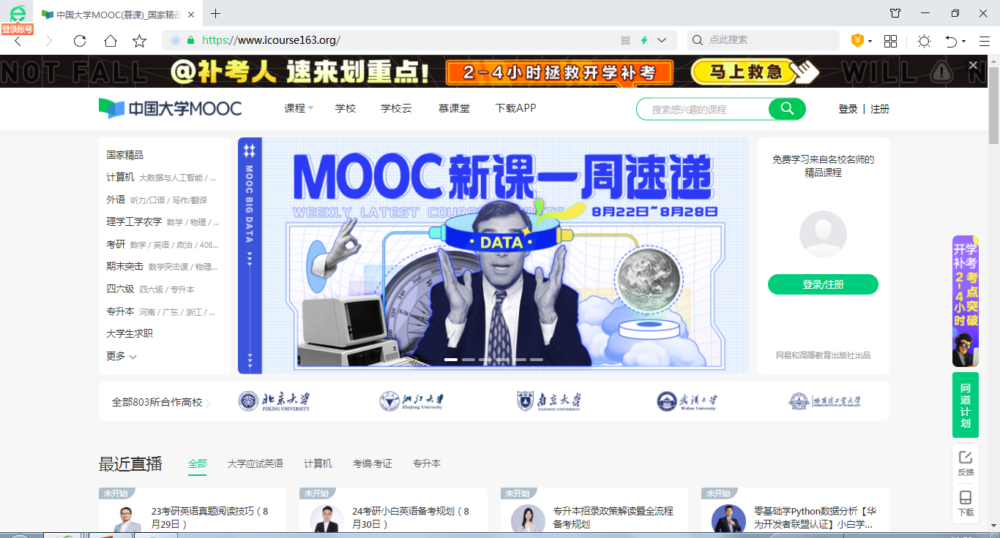 中国大学MOOC(慕课)_国家精品
登录账号
https://www.icourse163.org/
点此搜索
NOT FALL
@补考人 速来划重点!
2-4小时拯救开学补考
马上救急
WILL
N
中国大学MOOC
课程
学校
学校云
慕课堂
下载APP
搜索感兴趣的课程
登录 | 注册
国家精品
计算机 大数据与人工智能 / ...
外语 听力/口语 / 写作/翻译
理学工学农学 数学 / 物理 / ...
考研 数学 / 英语 / 政治 / 408...
期末突击 数学突击课 / 物理...
四六级 四六级 / 专升本
专升本 河南 / 广东 / 浙江 / ...
大学生求职
更多
MOOC BIG DATA
MOOC新课一周速递
WEEKLY LATEST
8月22日~8月28日
· DATA ·
免费学习来自名校名师的
精品课程
登录/注册
网易和高等教育出版社出品
开学补考
2-4小时
考点突破
同道计划
反馈
下载
全部803所合作高校
北京大学
PEKING UNIVERSITY
浙江大学
Zhejiang University
南京大学
NANJING UNIVERSITY
武汉大学
Wuhan University
哈尔滨工业大学
HARBIN INSTITUTE OF TECHNOLOGY
最近直播
全部
大学应试英语
计算机
考编·考证
专升本
未开始
23考研英语真题阅读技巧（8
月29日）
未开始
24考研小白英语备考规划（8
月30日）
未开始
专升本招录政策解读暨全流程
备考规划
未开始
零基础学Python数据分析【华
为开发者联盟认证】小白学...